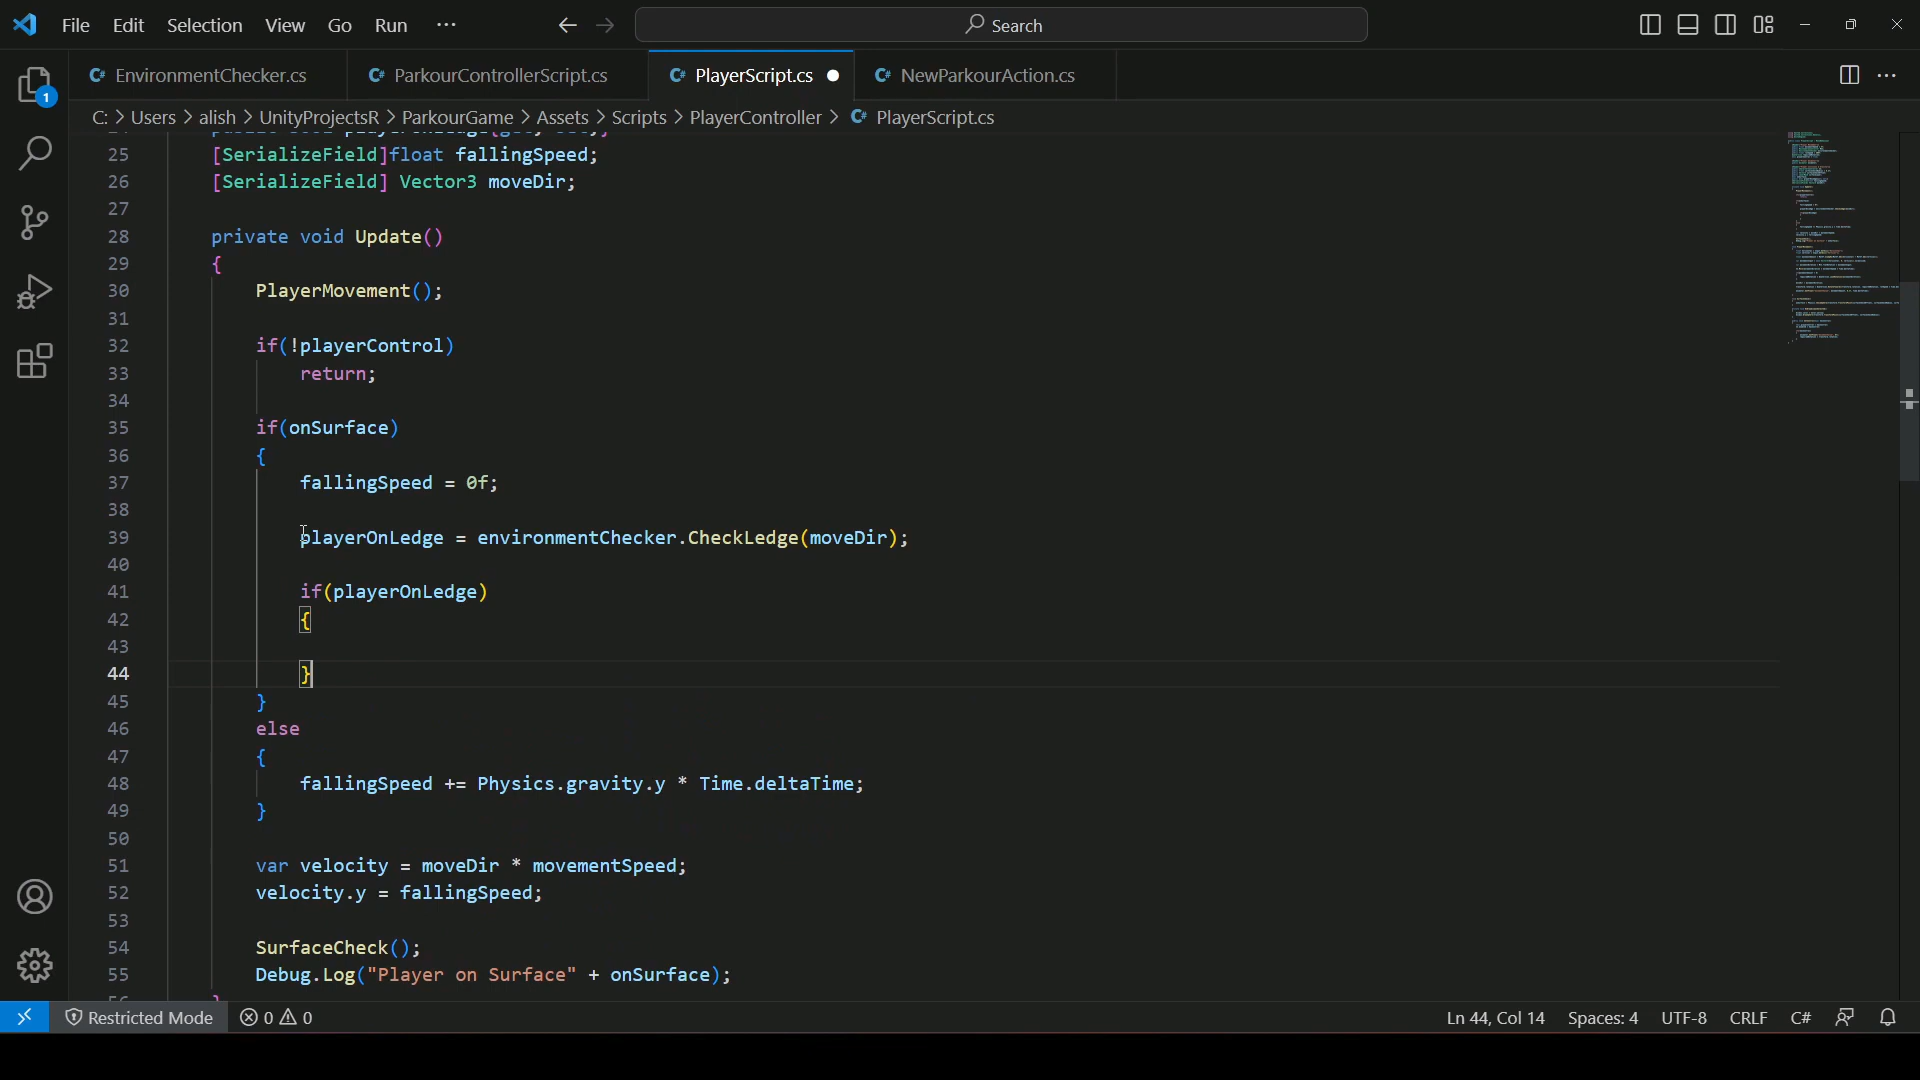 File Edit Selection View Go Run ··· Search
EnvironmentChecker.cs ParkourControllerScript.cs PlayerScript.cs NewParkourAction.cs
C: > Users > alish > UnityProjectsR > ParkourGame > Assets > Scripts > PlayerController > PlayerScript.cs
25 [SerializeField]float fallingSpeed;
26 [SerializeField] Vector3 moveDir;
27
28 private void Update()
29 {
30 PlayerMovement();
31
32 if(!playerControl)
33 return;
34
35 if(onSurface)
36 {
37 fallingSpeed = 0f;
38
39 playerOnLedge = environmentChecker.CheckLedge(moveDir);
40
41 if(playerOnLedge)
42 {
43
44 }
45 }
46 else
47 {
48 fallingSpeed += Physics.gravity.y * Time.deltaTime;
49 }
50
51 var velocity = moveDir * movementSpeed;
52 velocity.y = fallingSpeed;
53
54 SurfaceCheck();
55 Debug.Log("Player on Surface" + onSurface);
1
Restricted Mode 0 0 Ln 44, Col 14 Spaces: 4 UTF-8 CRLF C#